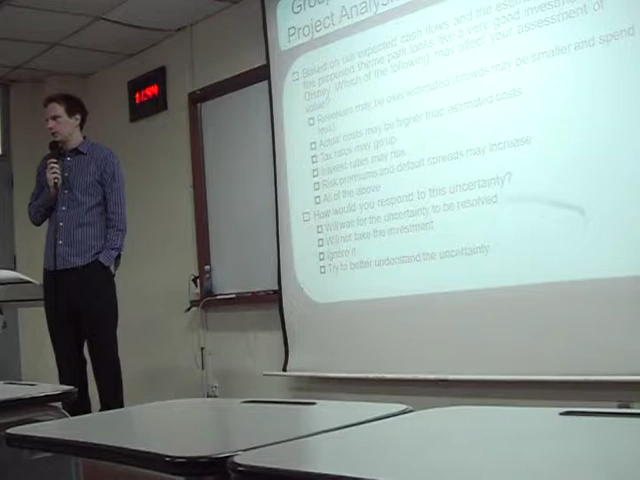 Group
Project Analysis
Based on our expected cash flows and the estimated
this proposed theme park looks like a very good investment
Disney. Which of the following may affect your assessment of
value?
Revenues may be over estimated (crowds may be smaller and spend
less)
Actual costs may be higher than estimated costs
Tax rates may go up
Interest rates may rise
Risk premiums and default spreads may increase
All of the above
How would you respond to this uncertainty?
Will wait for the uncertainty to be resolved
Will not take the investment
Ignore it
Try to better understand the uncertainty